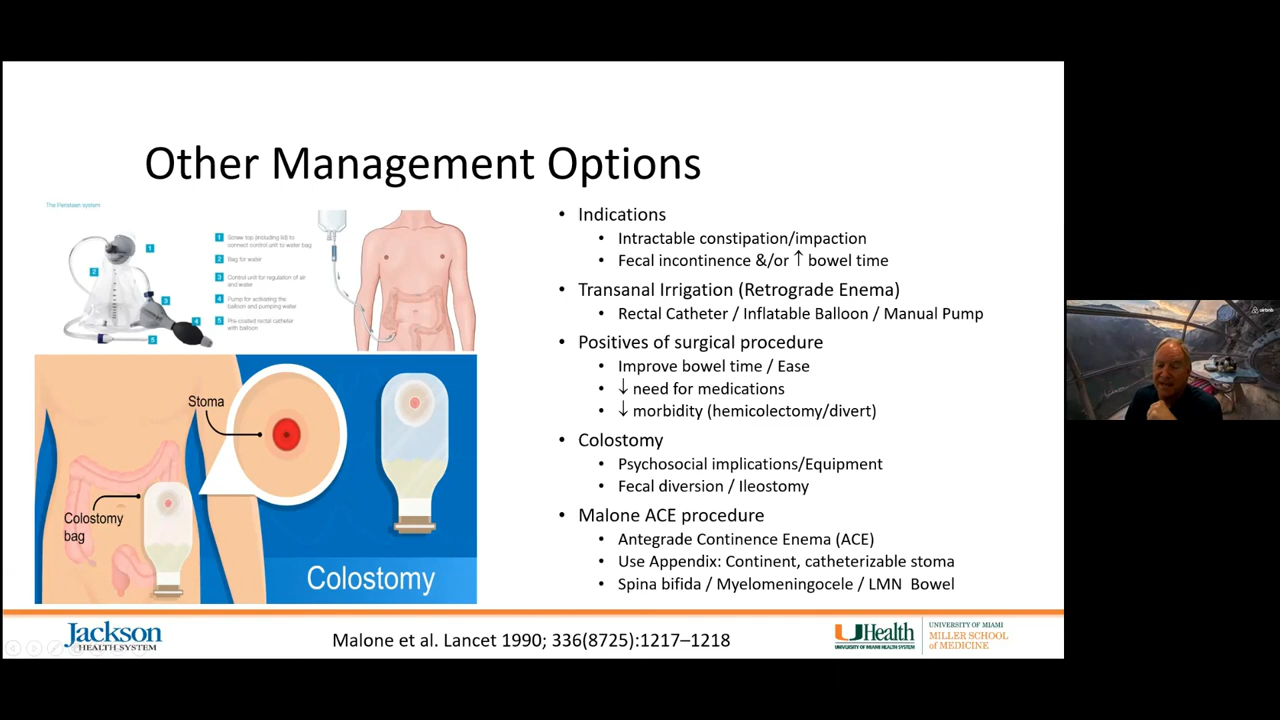 Other Management Options
The Peristeen system
1
2
3
4
5
1 Screw top (including lid) to
connect control unit to water bag
2 Bag for water
3 Control unit for regulation of air
and water
4 Pump for activating the
balloon and pumping water
5 Pre-coated rectal catheter
with balloon
Stoma
Colostomy
bag
Colostomy
• Indications
• Intractable constipation/impaction
• Fecal incontinence &/or ↑ bowel time
• Transanal Irrigation (Retrograde Enema)
• Rectal Catheter / Inflatable Balloon / Manual Pump
• Positives of surgical procedure
• Improve bowel time / Ease
• ↓ need for medications
• ↓ morbidity (hemicolectomy/divert)
• Colostomy
• Psychosocial implications/Equipment
• Fecal diversion / Ileostomy
• Malone ACE procedure
• Antegrade Continence Enema (ACE)
• Use Appendix: Continent, catheterizable stoma
• Spina bifida / Myelomeningocele / LMN Bowel
Jackson
HEALTH SYSTEM
Malone et al. Lancet 1990; 336(8725):1217–1218
UHealth
UNIVERSITY OF MIAMI HEALTH SYSTEM
UNIVERSITY OF MIAMI
MILLER SCHOOL
of MEDICINE
airbnb